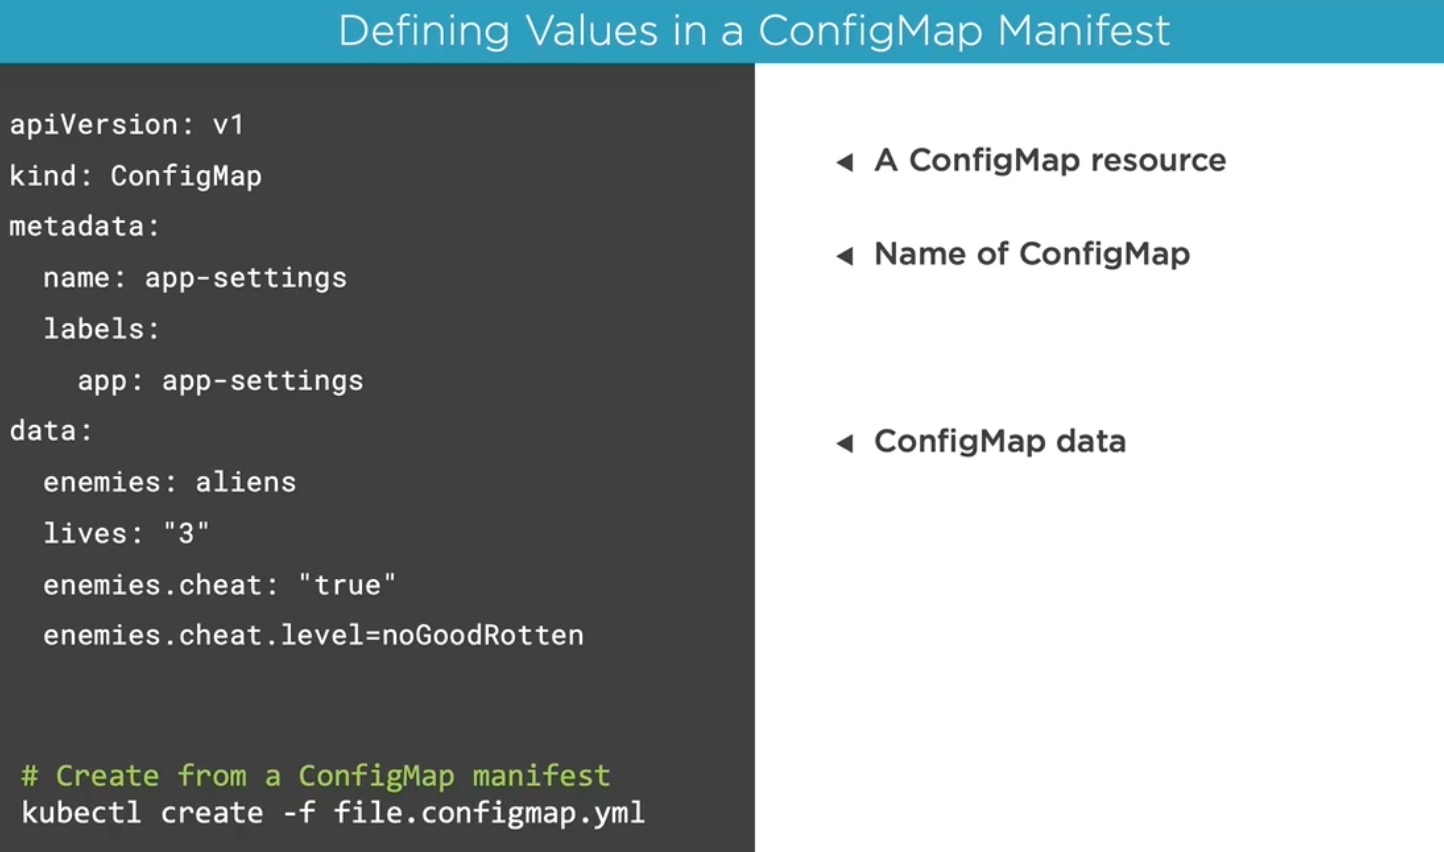 Defining Values in a ConfigMap Manifest
apiVersion: v1
kind: ConfigMap
metadata:
  name: app-settings
  labels:
    app: app-settings
data:
  enemies: aliens
  lives: "3"
  enemies.cheat: "true"
  enemies.cheat.level=noGoodRotten
# Create from a ConfigMap manifest
kubectl create -f file.configmap.yml
◄ A ConfigMap resource
◄ Name of ConfigMap
◄ ConfigMap data